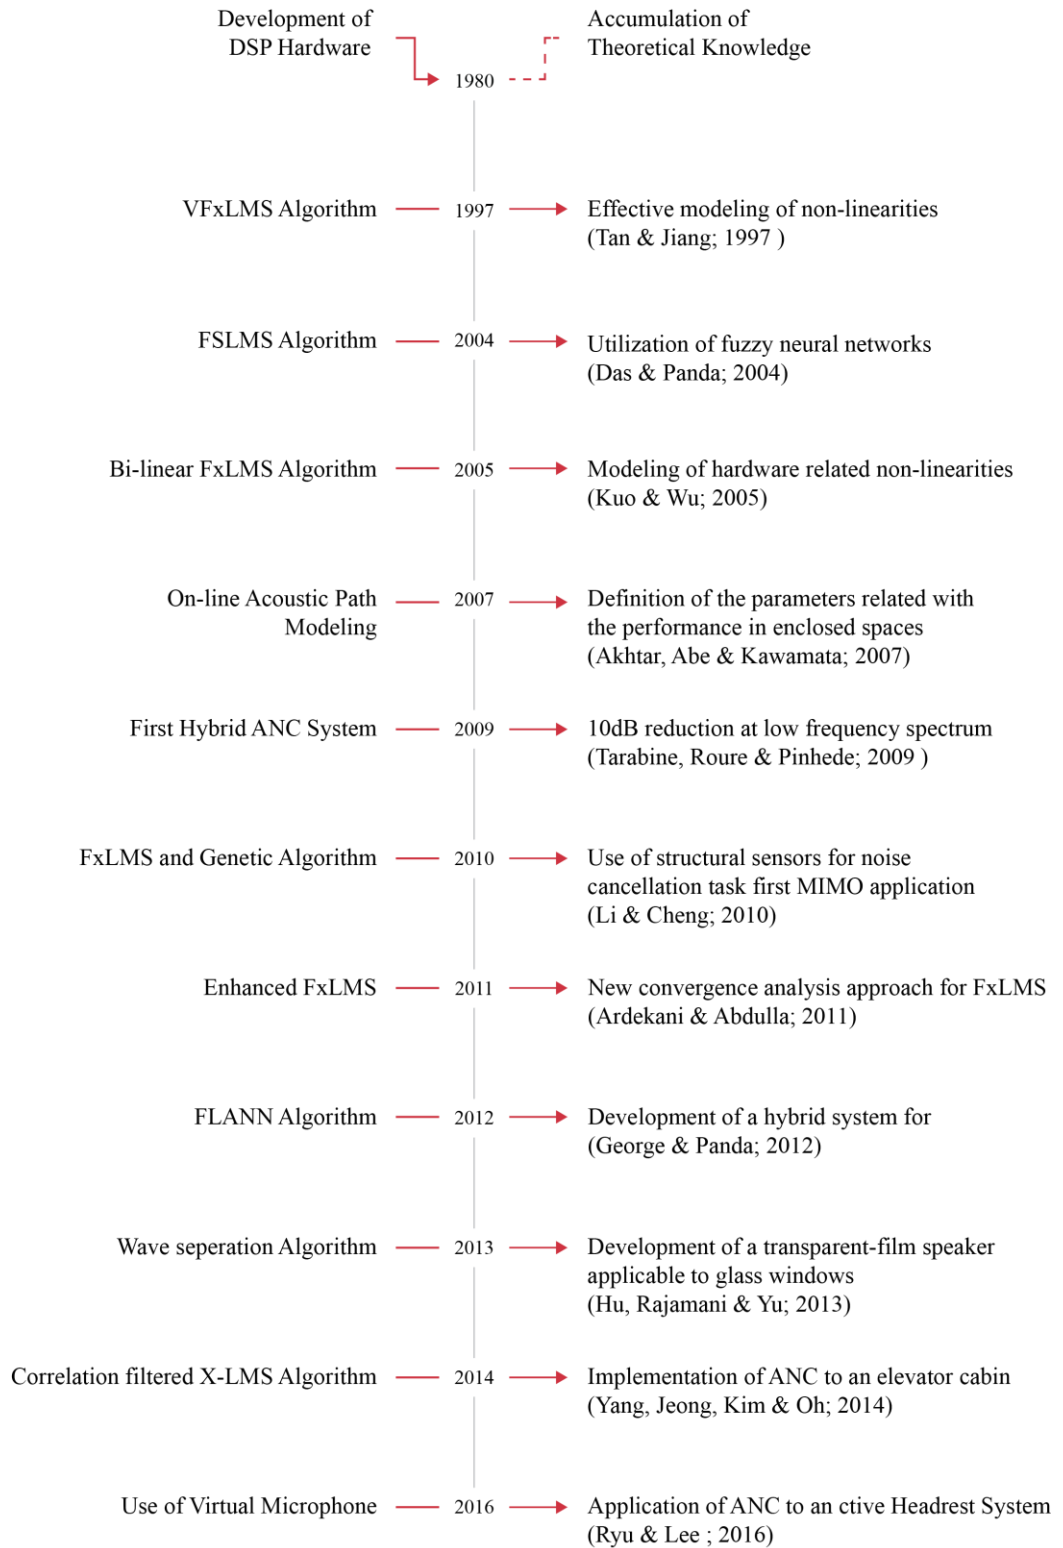 Development of
DSP Hardware
Accumulation of
Theoretical Knowledge
1980
VFxLMS Algorithm
1997
Effective modeling of non-linearities
(Tan & Jiang; 1997 )
FSLMS Algorithm
2004
Utilization of fuzzy neural networks
(Das & Panda; 2004)
Bi-linear FxLMS Algorithm
2005
Modeling of hardware related non-linearities
(Kuo & Wu; 2005)
On-line Acoustic Path
Modeling
2007
Definition of the parameters related with
the performance in enclosed spaces
(Akhtar, Abe & Kawamata; 2007)
First Hybrid ANC System
2009
10dB reduction at low frequency spectrum
(Tarabine, Roure & Pinhede; 2009 )
FxLMS and Genetic Algorithm
2010
Use of structural sensors for noise
cancellation task first MIMO application
(Li & Cheng; 2010)
Enhanced FxLMS
2011
New convergence analysis approach for FxLMS
(Ardekani & Abdulla; 2011)
FLANN Algorithm
2012
Development of a hybrid system for
(George & Panda; 2012)
Wave seperation Algorithm
2013
Development of a transparent-film speaker
applicable to glass windows
(Hu, Rajamani & Yu; 2013)
Correlation filtered X-LMS Algorithm
2014
Implementation of ANC to an elevator cabin
(Yang, Jeong, Kim & Oh; 2014)
Use of Virtual Microphone
2016
Application of ANC to an ctive Headrest System
(Ryu & Lee ; 2016)